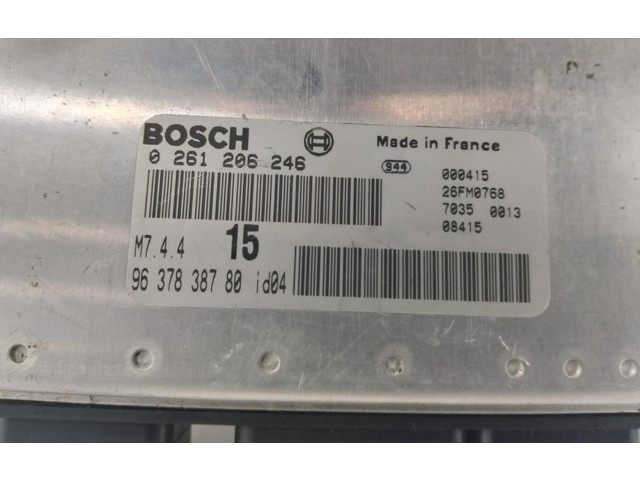 BOSCH
Made in France
0 261 206 246
944
000415
26FM0768
7035 0013
08415
M7.4.4
15
96 378 387 80 id04